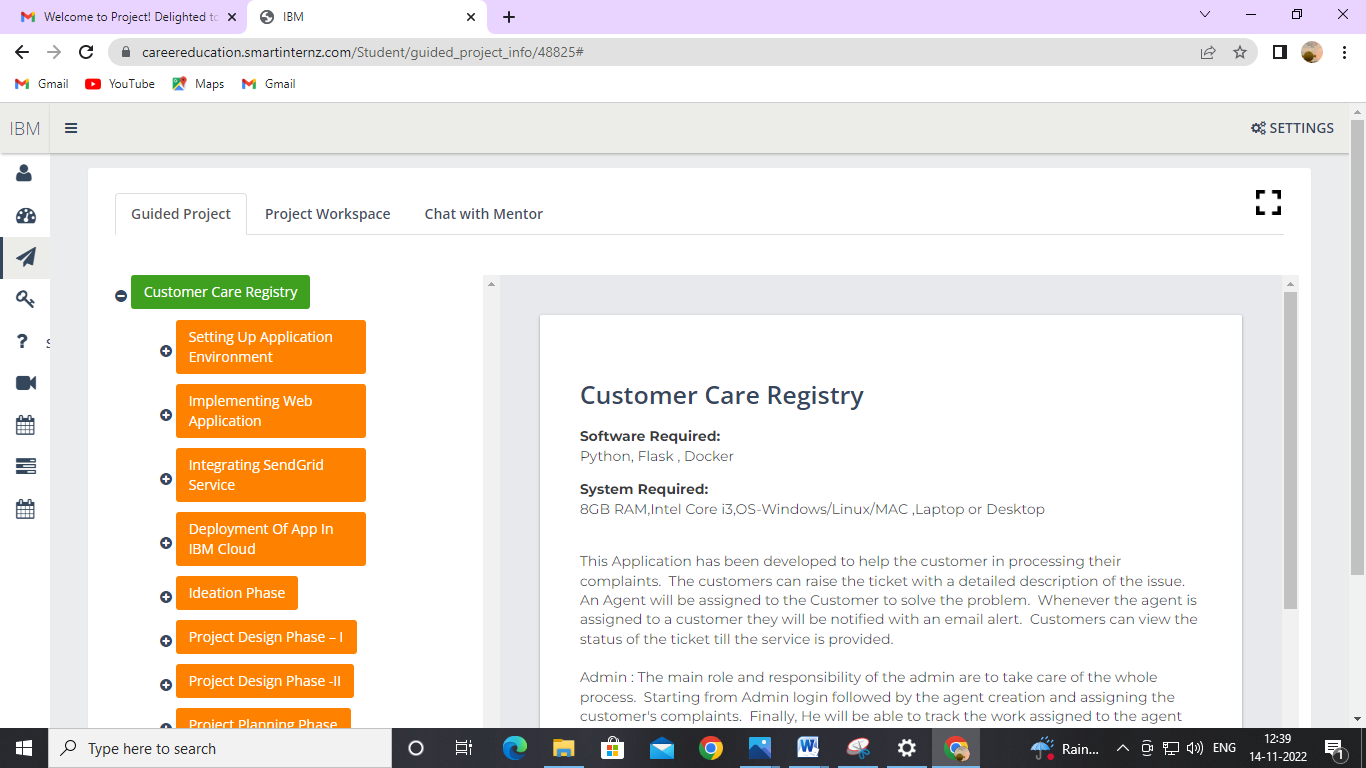 Welcome to Project! Delighted to
IBM
careereducation.smartinternz.com/Student/guided_project_info/48825#
Gmail
YouTube
Maps
Gmail
IBM
SETTINGS
Guided Project
Project Workspace
Chat with Mentor
Customer Care Registry
Setting Up Application
Environment
Implementing Web
Application
Integrating SendGrid
Service
Deployment Of App In
IBM Cloud
Ideation Phase
Project Design Phase – I
Project Design Phase -II
Project Planning Phase
Customer Care Registry
Software Required:
Python, Flask , Docker
System Required:
8GB RAM,Intel Core i3,OS-Windows/Linux/MAC ,Laptop or Desktop
This Application has been developed to help the customer in processing their
complaints.  The customers can raise the ticket with a detailed description of the issue.
An Agent will be assigned to the Customer to solve the problem.  Whenever the agent is
assigned to a customer they will be notified with an email alert.  Customers can view the
status of the ticket till the service is provided.
Admin : The main role and responsibility of the admin are to take care of the whole
process.  Starting from Admin login followed by the agent creation and assigning the
customer's complaints.  Finally, He will be able to track the work assigned to the agent
Type here to search
Rain...
ENG
12:39
14-11-2022
1